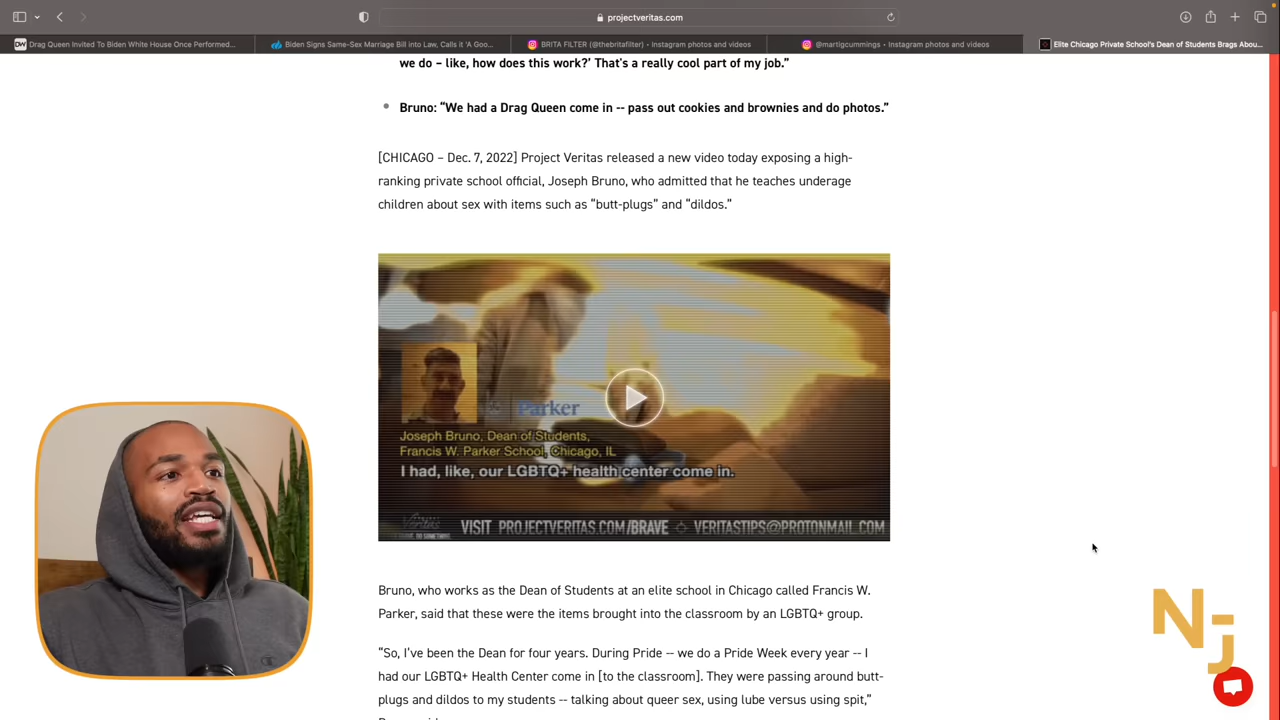 projectveritas.com
Drag Queen Invited To Biden White House Once Performed...
Biden Signs Same-Sex Marriage Bill into Law, Calls it 'A Goo...
BRITA FILTER (@thebritafilter) • Instagram photos and videos
@martigcummings • Instagram photos and videos
Elite Chicago Private School's Dean of Students Brags Abou...
we do – like, how does this work?’ That's a really cool part of my job.”
Bruno: “We had a Drag Queen come in -- pass out cookies and brownies and do photos.”
[CHICAGO – Dec. 7, 2022] Project Veritas released a new video today exposing a high-
ranking private school official, Joseph Bruno, who admitted that he teaches underage
children about sex with items such as “butt-plugs” and “dildos.”
Parker
Joseph Bruno, Dean of Students,
Francis W. Parker School, Chicago, IL
I had, like, our LGBTQ+ health center come in.
VISIT PROJECTVERITAS.COM/BRAVE VERITASTIPS@PROTONMAIL.COM
Bruno, who works as the Dean of Students at an elite school in Chicago called Francis W.
Parker, said that these were the items brought into the classroom by an LGBTQ+ group.
“So, I’ve been the Dean for four years. During Pride -- we do a Pride Week every year -- I
had our LGBTQ+ Health Center come in [to the classroom]. They were passing around butt-
plugs and dildos to my students -- talking about queer sex, using lube versus using spit,”
N-J